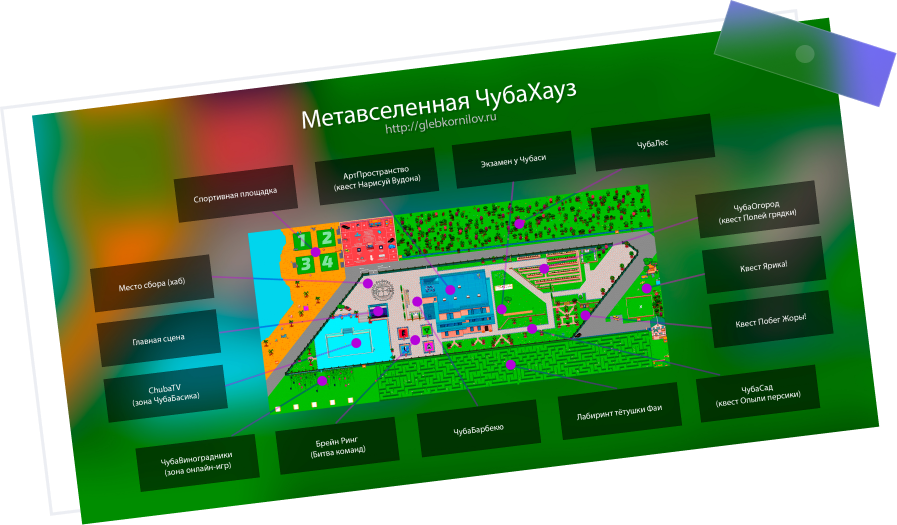 Метавселенная ЧубаХауз
http://glebkornilov.ru
Спортивная площадка
АртПространство
(квест Нарисуй Вудона)
Экзамен у Чубаси
ЧубаЛес
ЧубаОгород
(квест Полей грядки)
Место сбора (хаб)
Квест Ярика!
Главная сцена
Квест Побег Жоры!
ChubaTV
(зона ЧубаБасика)
ЧубаСад
(квест Опыли персики)
ЧубаВиноградники
(зона онлайн-игр)
Брейн Ринг
(Битва команд)
ЧубаБарбекю
Лабиринт тётушки Фаи
1 2
3 4